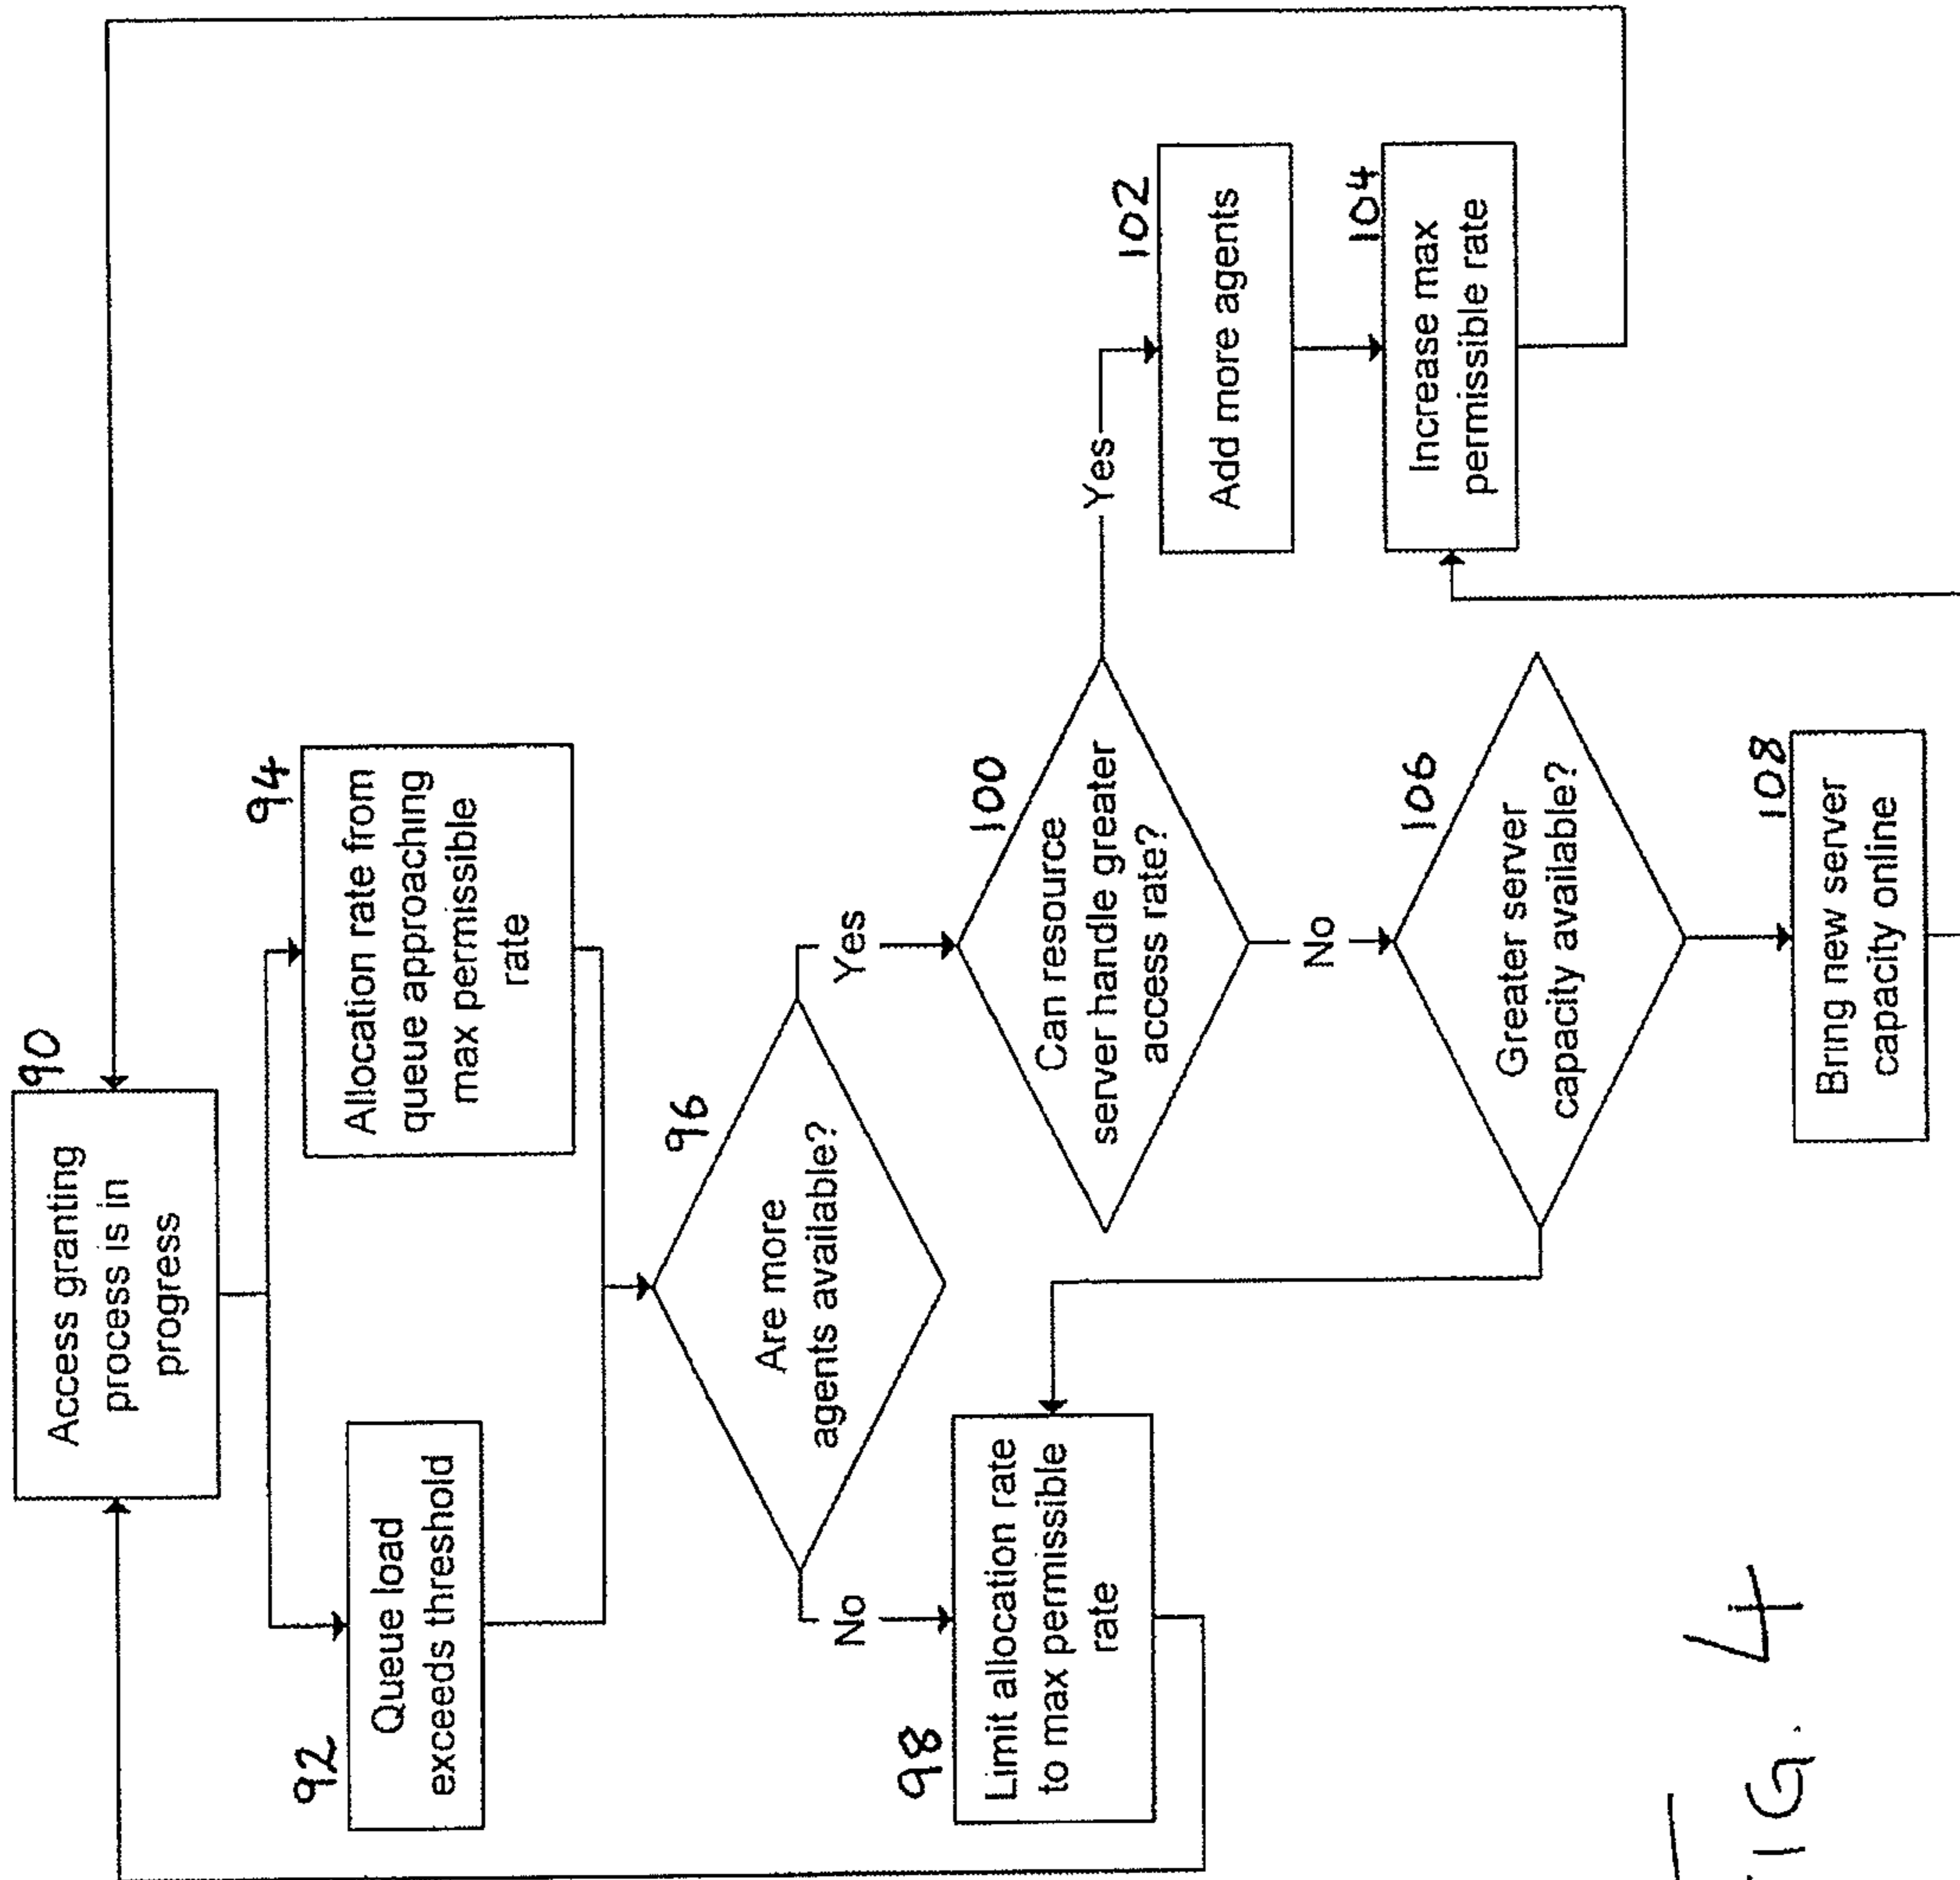 90
Access granting
process is in
progress
92
Queue load
exceeds threshold
94
Allocation rate from
queue approaching
max permissible
rate
96
Are more
agents available?
No
Yes
98
Limit allocation rate
to max permissible
rate
100
Can resource
server handle greater
access rate?
Yes
No
102
Add more agents
104
Increase max
permissible rate
106
Greater server
capacity available?
108
Bring new server
capacity online
FIG. 4